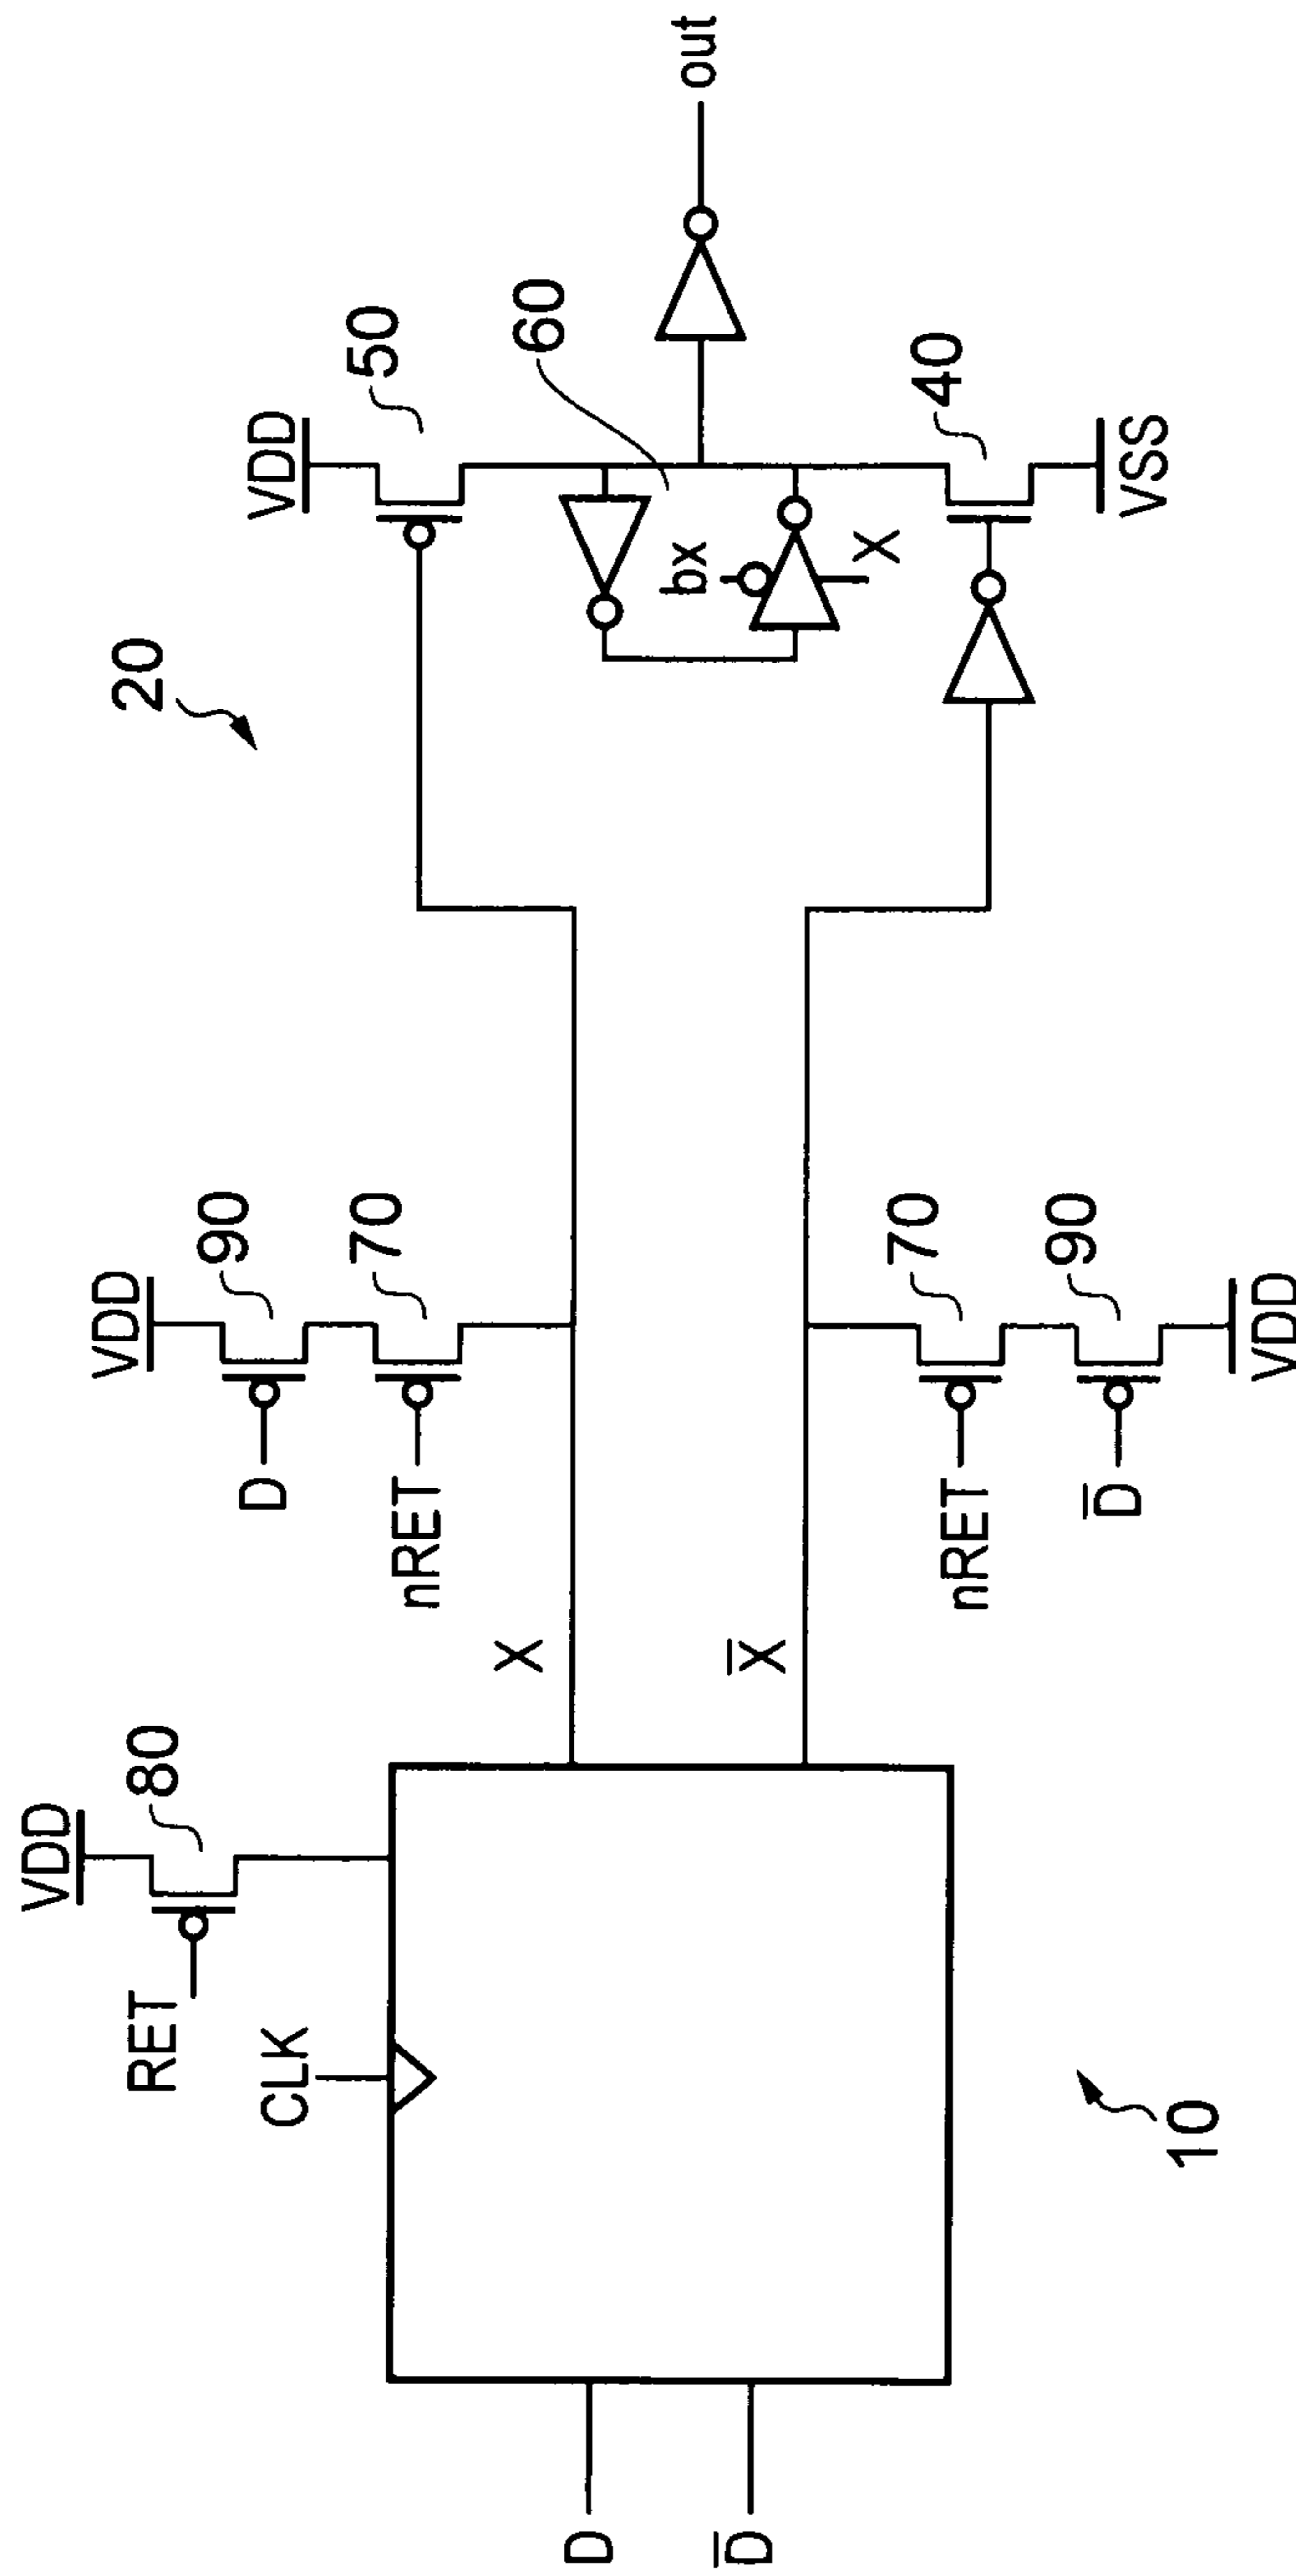 20
VDD
50
60
bx
X
out
40
VSS
VDD
90
D
70
nRET
70
nRET
90
D̅
VDD
VDD
80
RET
CLK
X
X̅
D
D̅
10